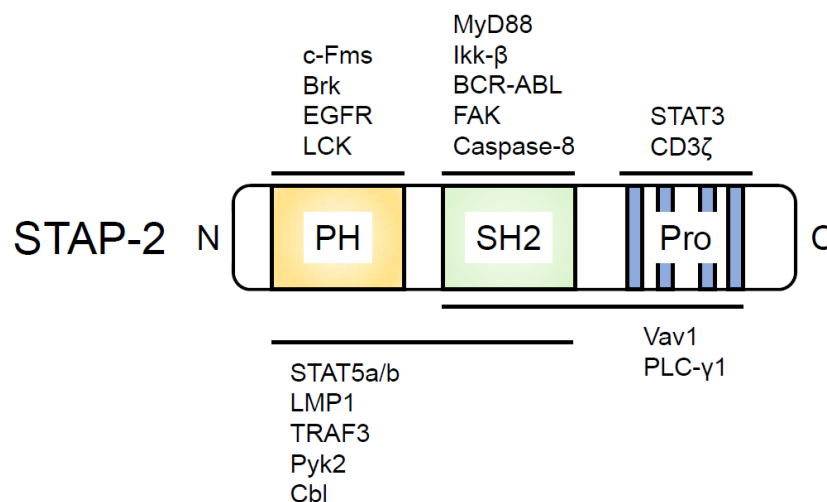 c-Fms
Brk
EGFR
LCK
MyD88
Ikk-β
BCR-ABL
FAK
Caspase-8
STAT3
CD3ζ
STAP-2
N
PH
SH2
Pro
C
STAT5a/b
LMP1
TRAF3
Pyk2
Cbl
Vav1
PLC-γ1